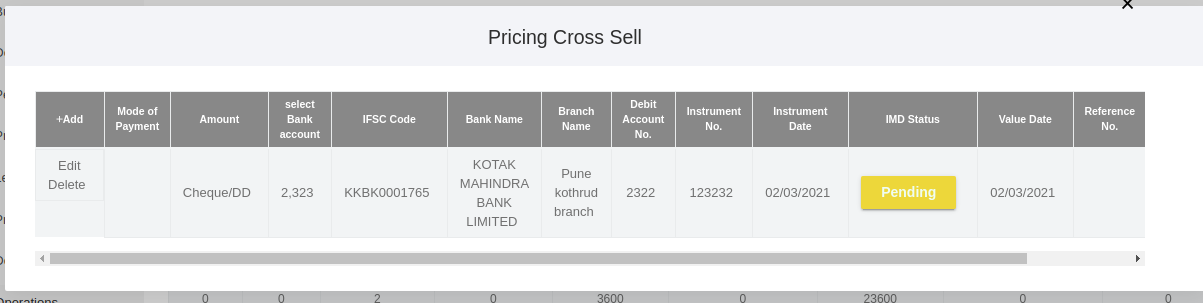 Pricing Cross Sell
+Add
Mode of
Payment
Amount
select
Bank
account
IFSC Code
Bank Name
Branch
Name
Debit
Account
No.
Instrument
No.
Instrument
Date
IMD Status
Value Date
Reference
No.
Edit
Delete
Cheque/DD
2,323
KKBK0001765
KOTAK
MAHINDRA
BANK
LIMITED
Pune
kothrud
branch
2322
123232
02/03/2021
Pending
02/03/2021
Operations
0
0
2
0
3600
0
23600
0
0